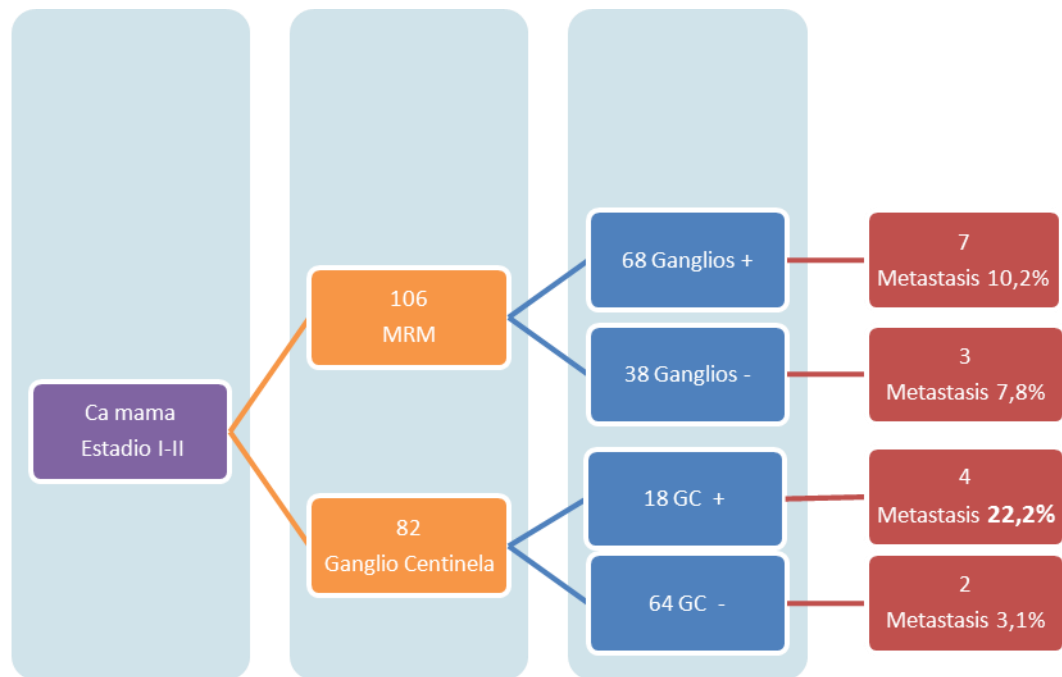 Ca mama
Estadio I-II
106
MRM
82
Ganglio Centinela
68 Ganglios +
38 Ganglios -
18 GC  +
64 GC  -
7
Metastasis 10,2%
3
Metastasis 7,8%
4
Metastasis 22,2%
2
Metastasis 3,1%